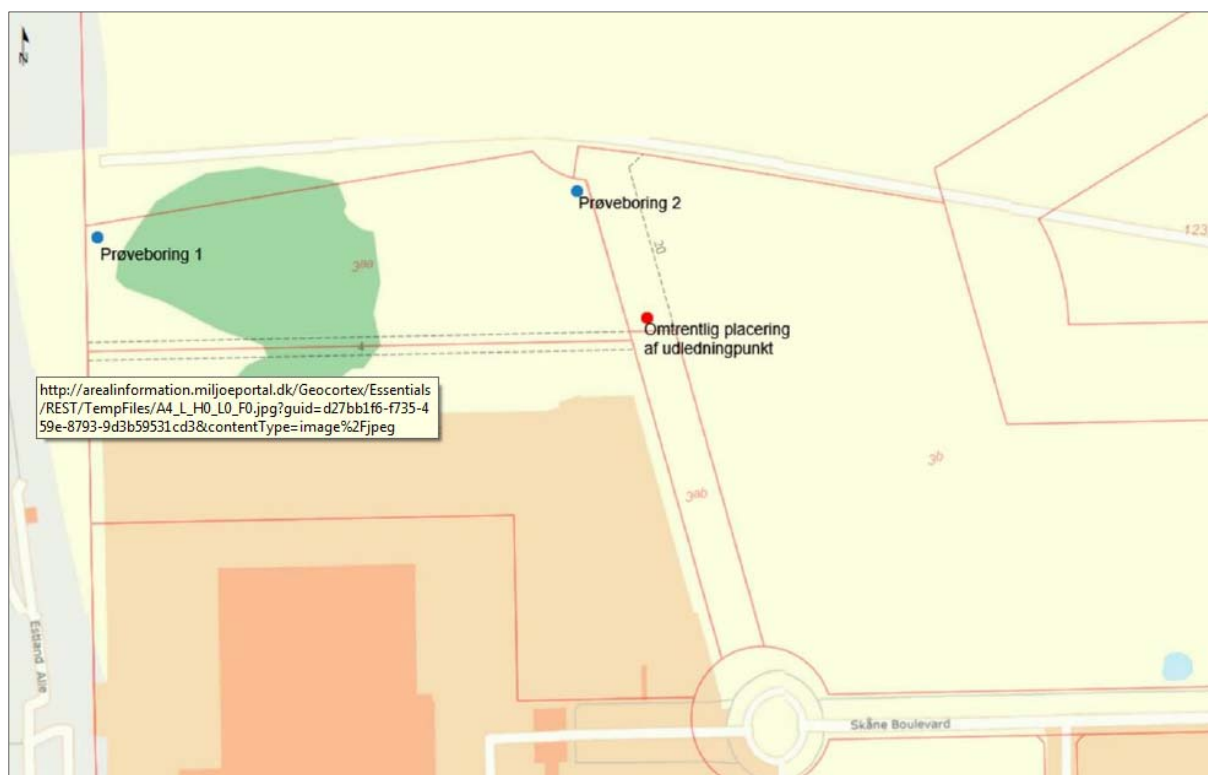 N
Prøveboring 2
Prøveboring 1
3ªª
123
30
Omtrentlig placering
af udledningpunkt
4
http://arealinformation.miljoeportal.dk/Geocortex/Essentials
/REST/TempFiles/A4_L_H0_L0_F0.jpg?guid=d27bb1f6-f735-4
59e-8793-9d3b59531cd3&contentType=image%2Fjpeg
3b
3ab
Estland Alle
Skåne Boulevard